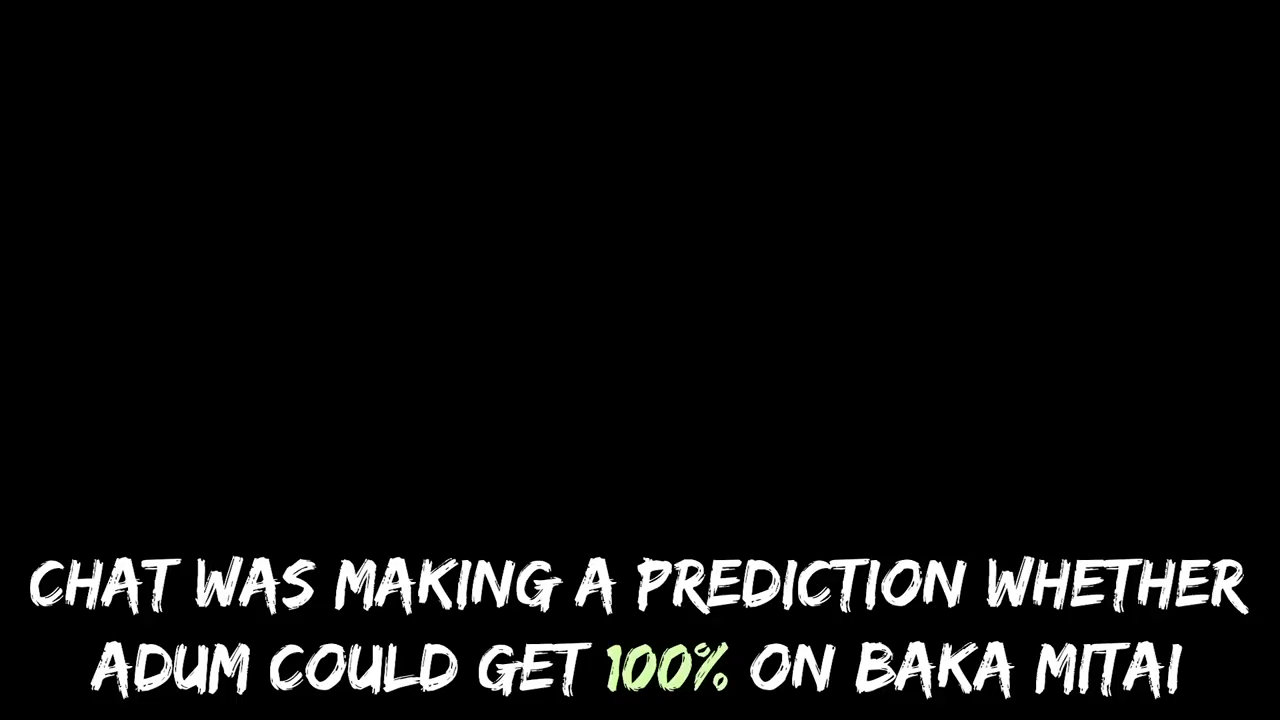 CHAT WAS MAKING A PREDICTION WHETHER
ADUM COULD GET 100% ON BAKA MITAI